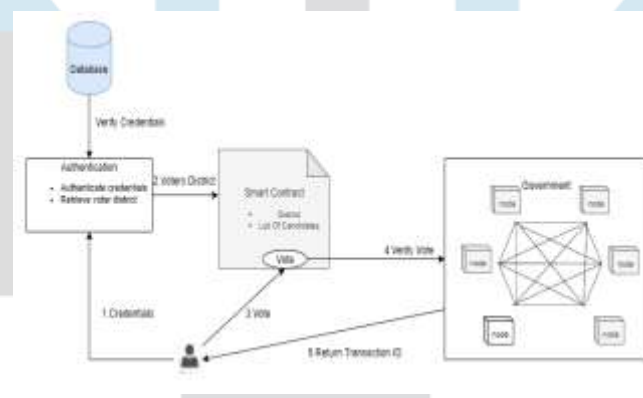 Database
Verify Credentials
Authentication
• Authenticate credentials
• Retrieve voter district
2 Voters District
Smart Contract
• District
• List Of Candidates
Vote
Government
node
node
node
node
node
node
4 Verify Vote
1.Credentials
3 Vote
5 Return Transaction ID